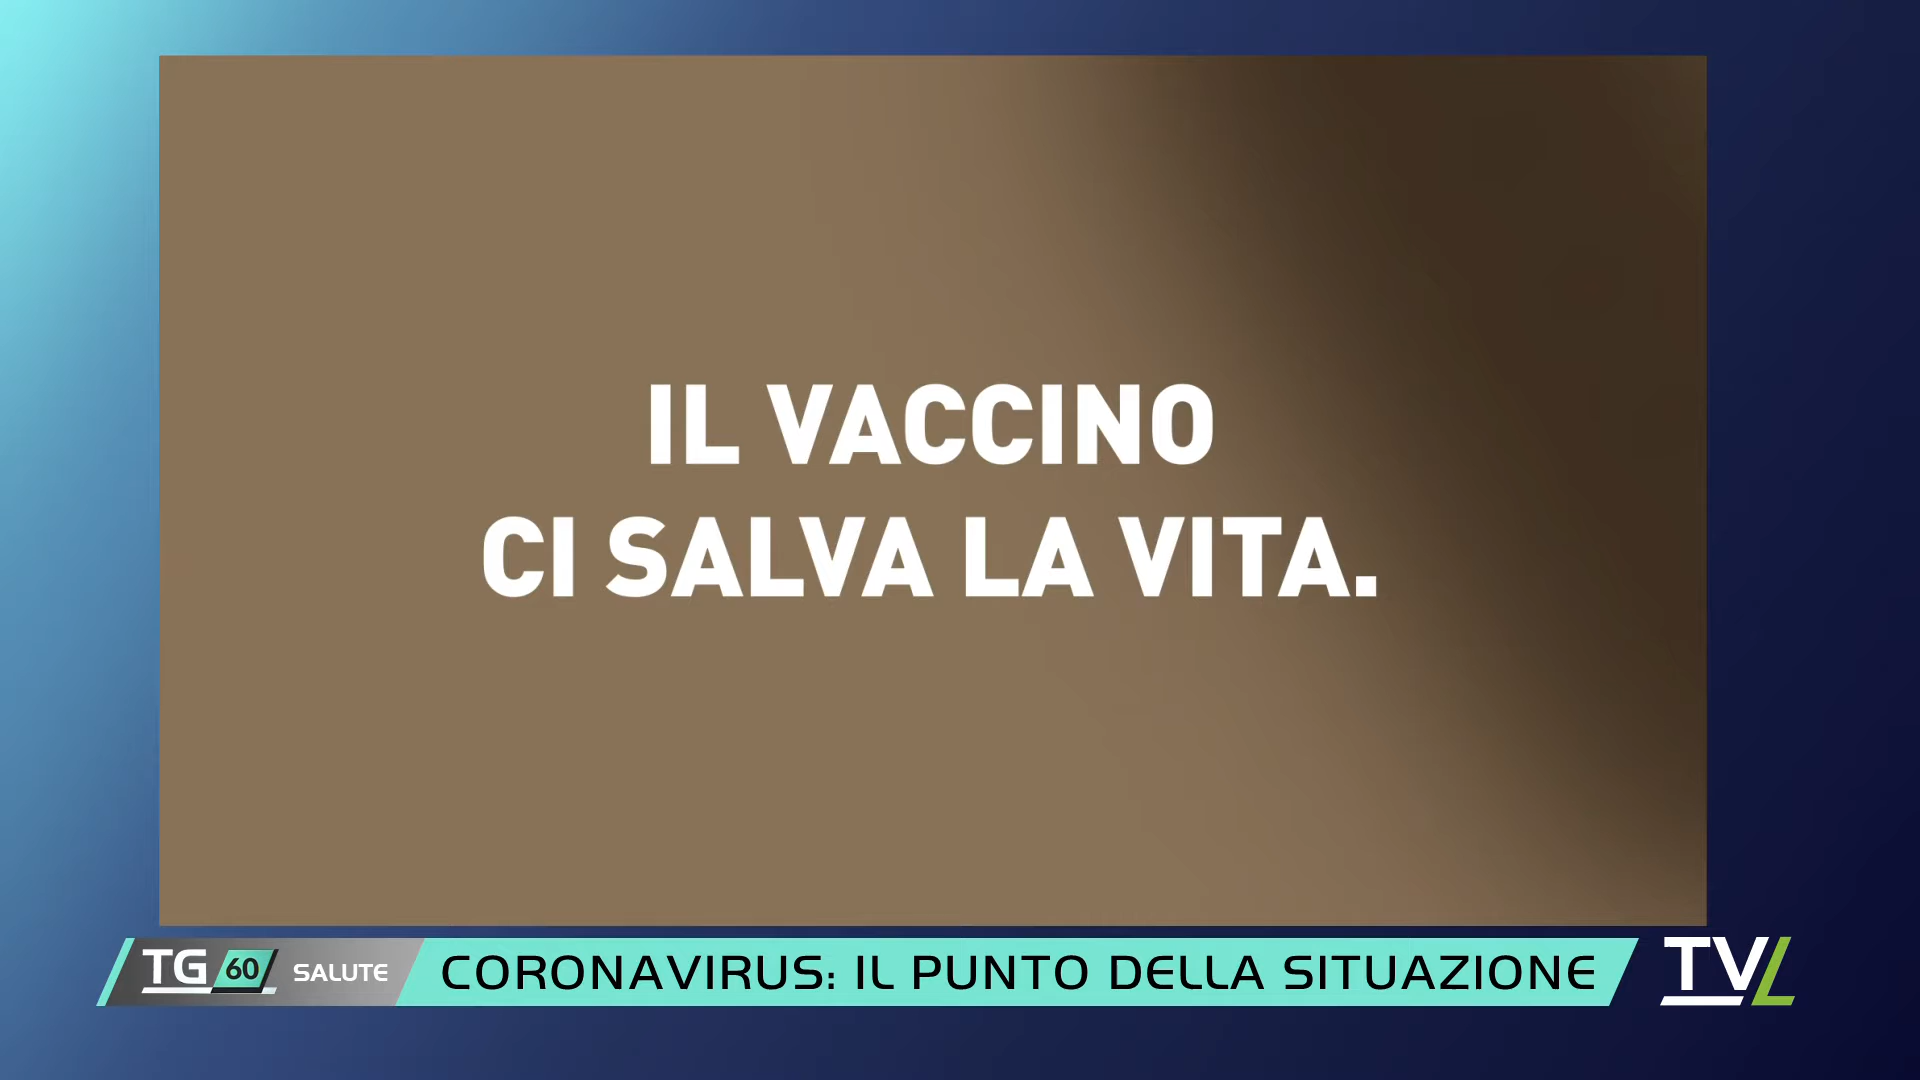 IL VACCINO
CI SALVA LA VITA.
TG 60 SALUTE
CORONAVIRUS: IL PUNTO DELLA SITUAZIONE
TVL